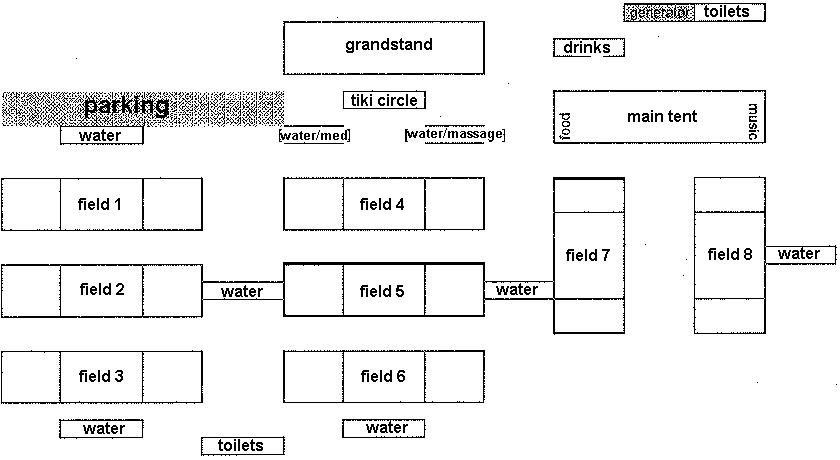 generator toilets
grandstand
drinks
parking
tiki circle
food
main tent
music
water
water/med
water/massage
field 1
field 4
field 7
field 8
water
field 2
water
field 5
water
field 3
field 6
water
water
toilets